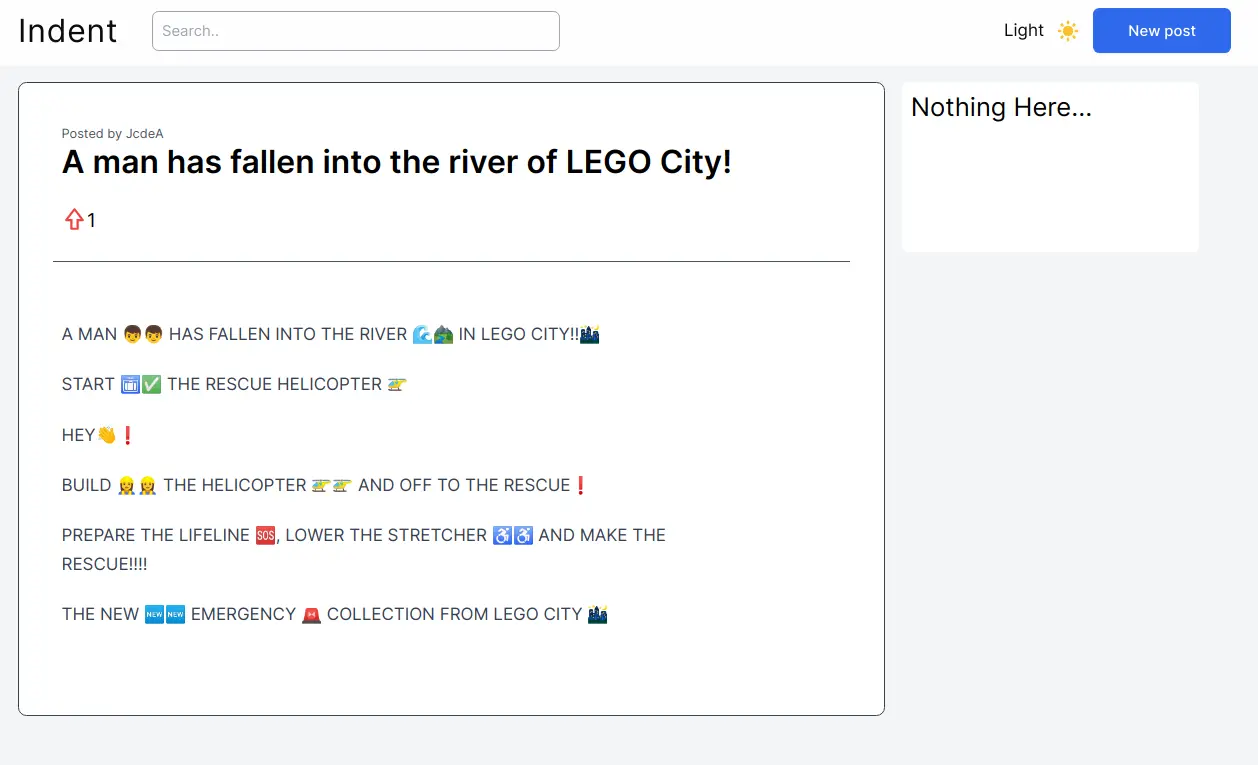 Indent
Search..
Light ☀️
New post
Posted by JcdeA
A man has fallen into the river of LEGO City!
1
Nothing Here...
A MAN 👦👦 HAS FALLEN INTO THE RIVER 🌊🏞️ IN LEGO CITY!!🌃
START 🏧✅ THE RESCUE HELICOPTER 🚁
HEY👏❗
BUILD 👷‍♀️👷‍♀️ THE HELICOPTER 🚁🚁 AND OFF TO THE RESCUE❗
PREPARE THE LIFELINE 🆘, LOWER THE STRETCHER ♿♿ AND MAKE THE
RESCUE!!!!
THE NEW 🆕🆕 EMERGENCY 🚨 COLLECTION FROM LEGO CITY 🌃